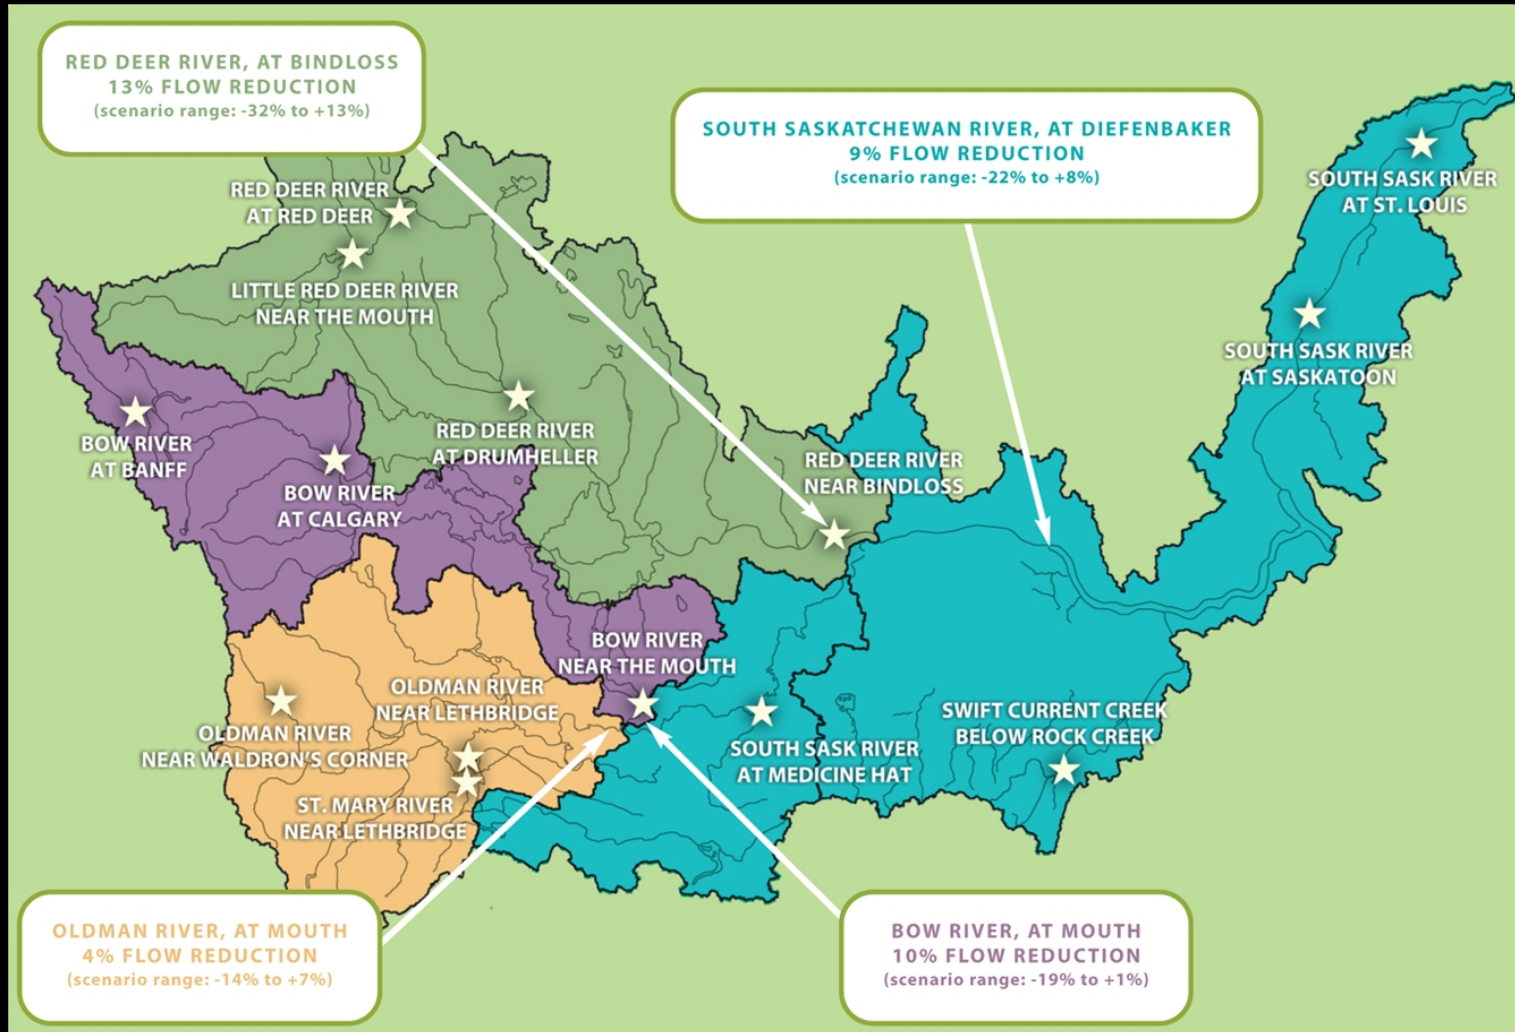 RED DEER RIVER, AT BINDLOSS
13% FLOW REDUCTION
(scenario range: -32% to +13%)
SOUTH SASKATCHEWAN RIVER, AT DIEFENBAKER
9% FLOW REDUCTION
(scenario range: -22% to +8%)
SOUTH SASK RIVER
AT ST. LOUIS
RED DEER RIVER
AT RED DEER
LITTLE RED DEER RIVER
NEAR THE MOUTH
SOUTH SASK RIVER
AT SASKATOON
BOW RIVER
AT BANFF
RED DEER RIVER
AT DRUMHELLER
RED DEER RIVER
NEAR BINDLOSS
BOW RIVER
AT CALGARY
BOW RIVER
NEAR THE MOUTH
OLDMAN RIVER
NEAR LETHBRIDGE
OLDMAN RIVER
NEAR WALDRON'S CORNER
SOUTH SASK RIVER
AT MEDICINE HAT
SWIFT CURRENT CREEK
BELOW ROCK CREEK
ST. MARY RIVER
NEAR LETHBRIDGE
OLDMAN RIVER, AT MOUTH
4% FLOW REDUCTION
(scenario range: -14% to +7%)
BOW RIVER, AT MOUTH
10% FLOW REDUCTION
(scenario range: -19% to +1%)